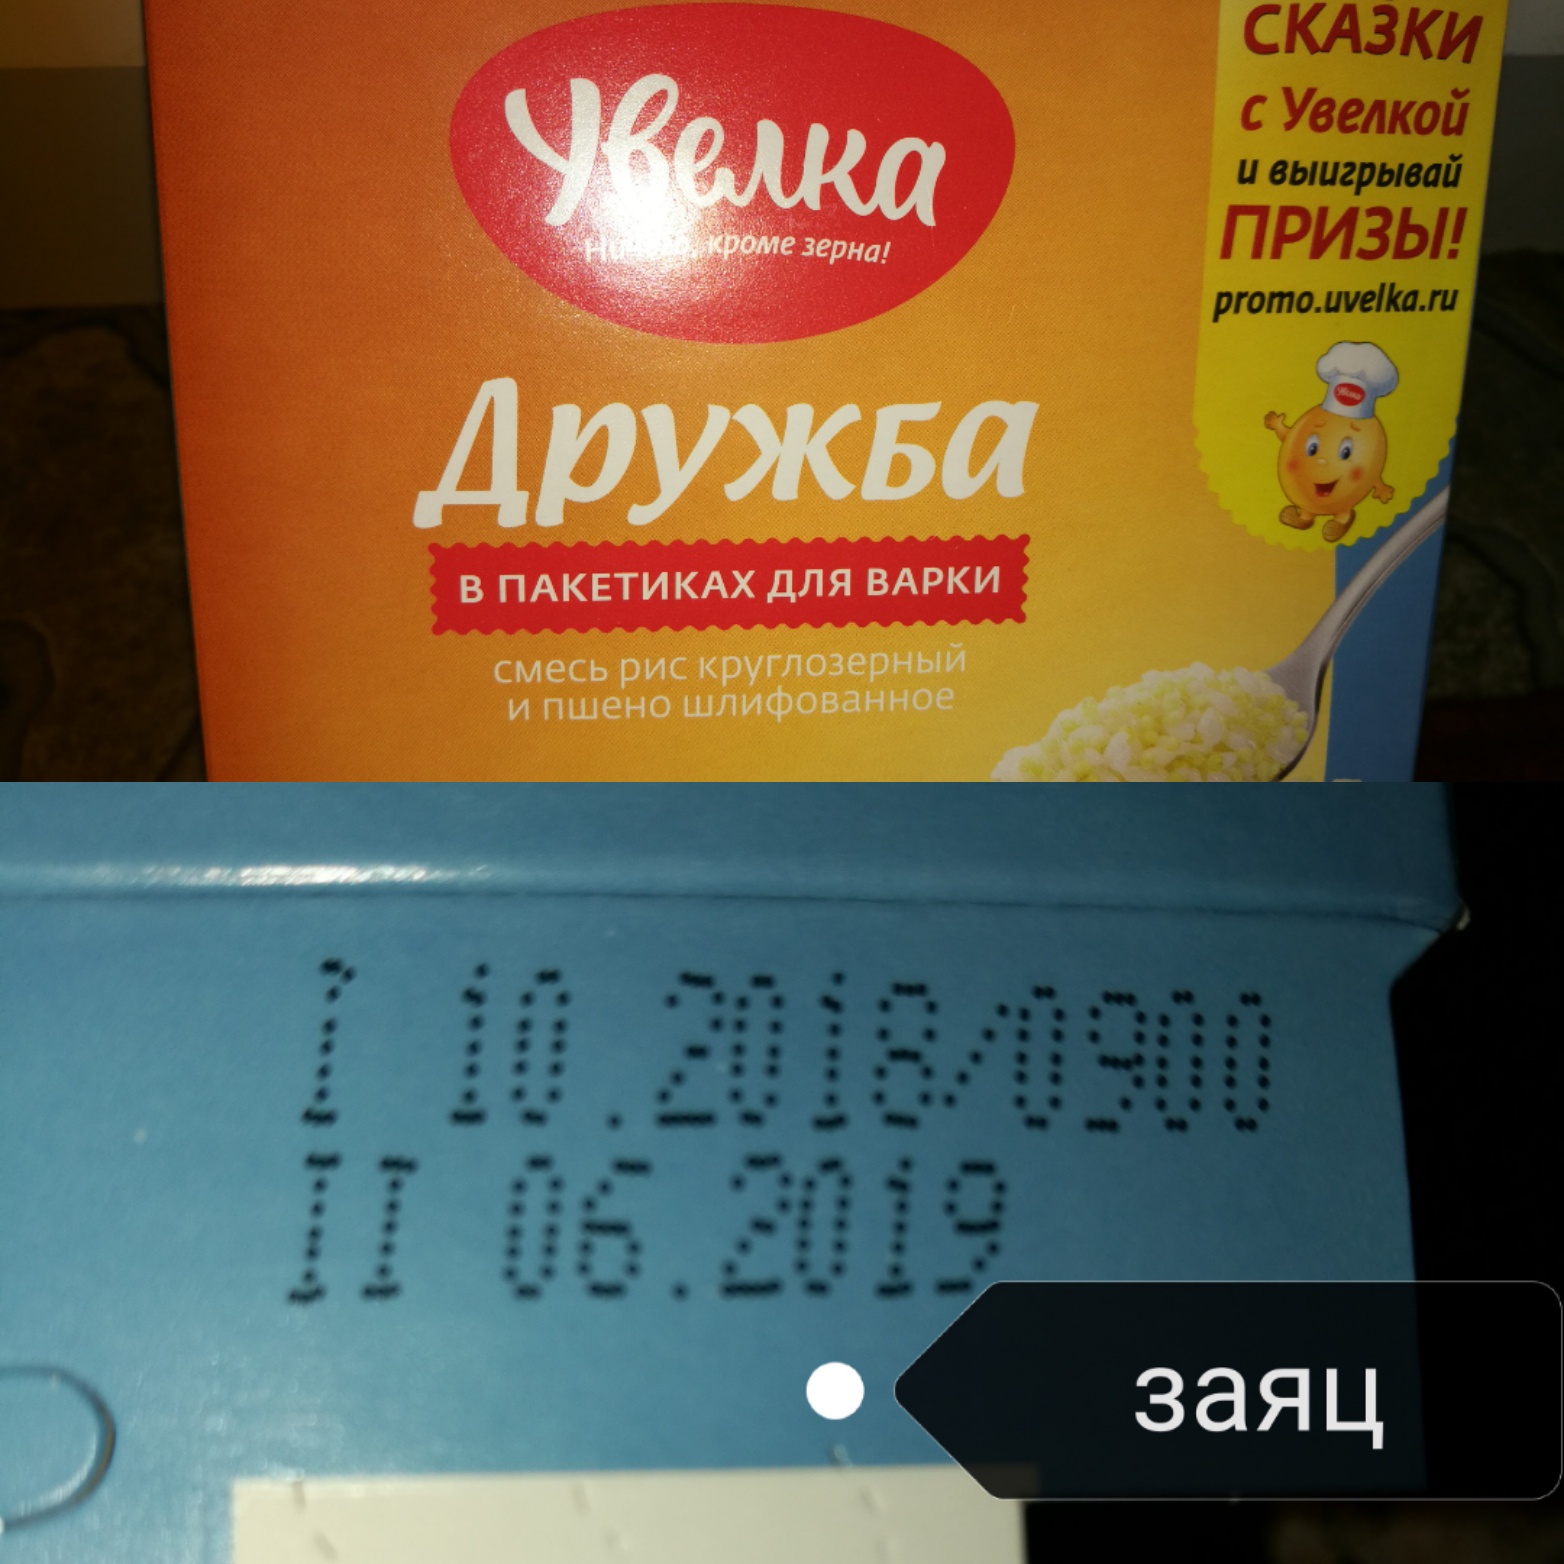 Увелка
кроме зерна!
СКАЗКИ
с Увелкой
и выигрывай
ПРИЗЫ!
promo.uvelka.ru
Дружба
В ПАКЕТИКАХ ДЛЯ ВАРКИ
смесь рис круглозерный
и пшено шлифованное
I 10.2018/0900
II 06.2019
заяц